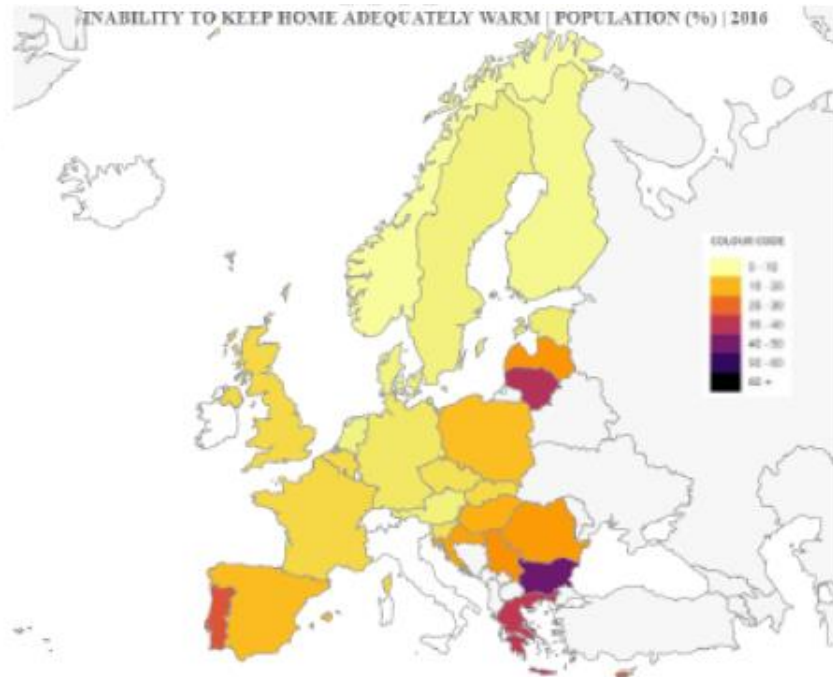 INABILITY TO KEEP HOME ADEQUATELY WARM | POPULATION (%) | 2016
COLOUR CODE
0 - 10
10 - 20
20 - 30
30 - 40
40 - 50
50 - 60
60 +